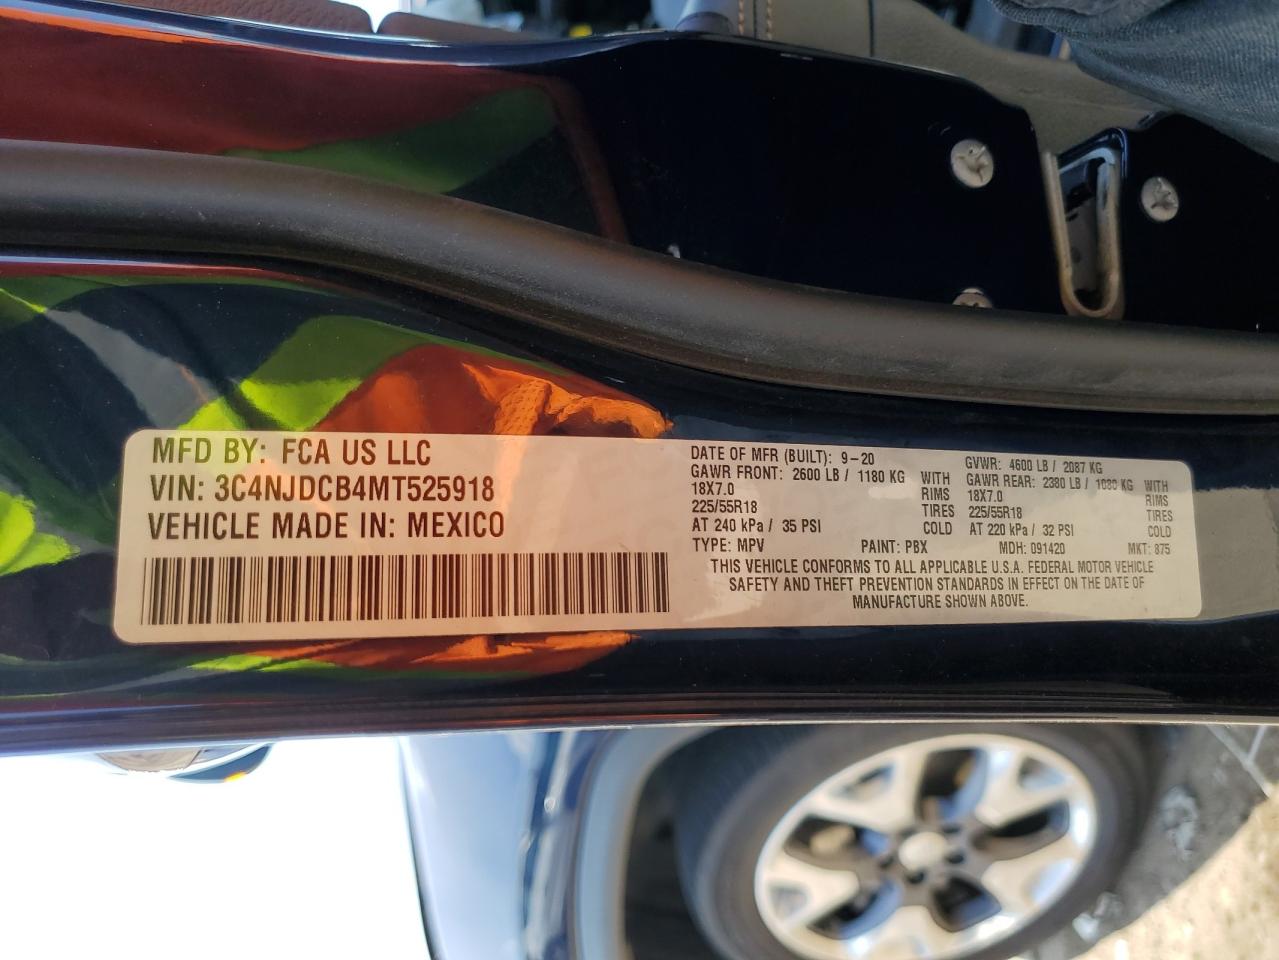 MFD BY: FCA US LLC
VIN: 3C4NJDCB4MT525918
VEHICLE MADE IN: MEXICO
DATE OF MFR (BUILT): 9-20
GVWR: 4600 LB / 2087 KG
GAWR FRONT: 2600 LB / 1180 KG WITH
18X7.0 RIMS
225/55R18 TIRES
AT 240 kPa / 35 PSI COLD
GAWR REAR: 2380 LB / 1080 KG WITH
18X7.0 RIMS
225/55R18 TIRES
AT 220 kPa / 32 PSI COLD
TYPE: MPV PAINT: PBX MDH: 091420 MKT: 875
THIS VEHICLE CONFORMS TO ALL APPLICABLE U.S.A. FEDERAL MOTOR VEHICLE
SAFETY AND THEFT PREVENTION STANDARDS IN EFFECT ON THE DATE OF
MANUFACTURE SHOWN ABOVE.